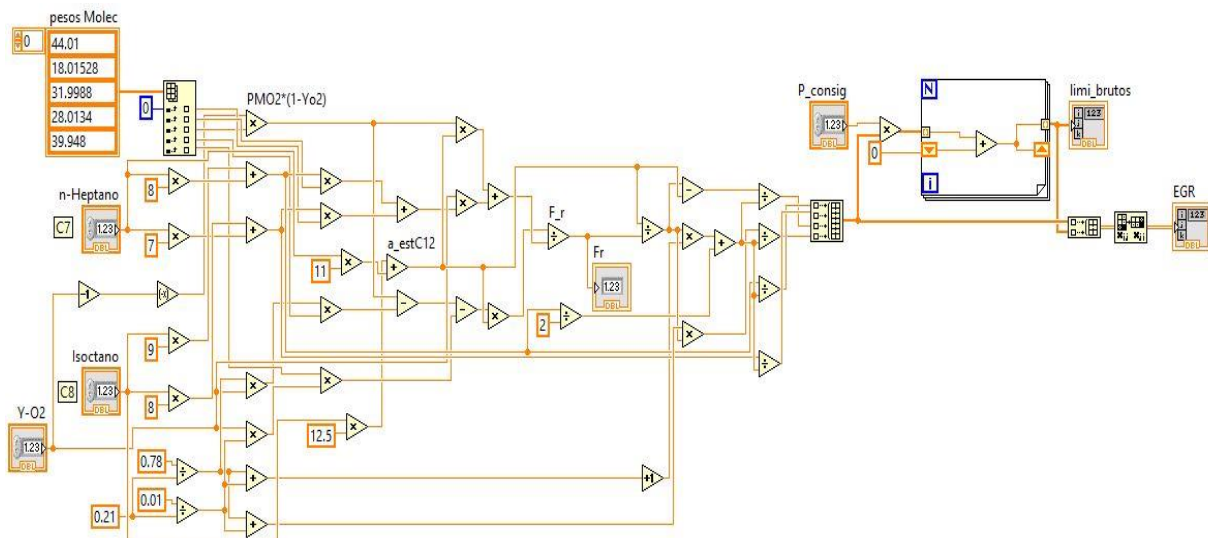 pesos Molec
0
44.01
18.01528
31.9988
28.0134
39.948
0
PMO2*(1-Yo2)
P_consig
1.23
DBL
N
limi_brutos
123
DBL
0
i
8
n-Heptano
C7
1.23
DBL
7
11
a_estC12
F_r
Fr
1.23
EGR
123
DBL
-1
(-x)
9
2
Isoctano
C8
1.23
DBL
8
Y-O2
1.23
DBL
12.5
0.78
+1
0.01
0.21